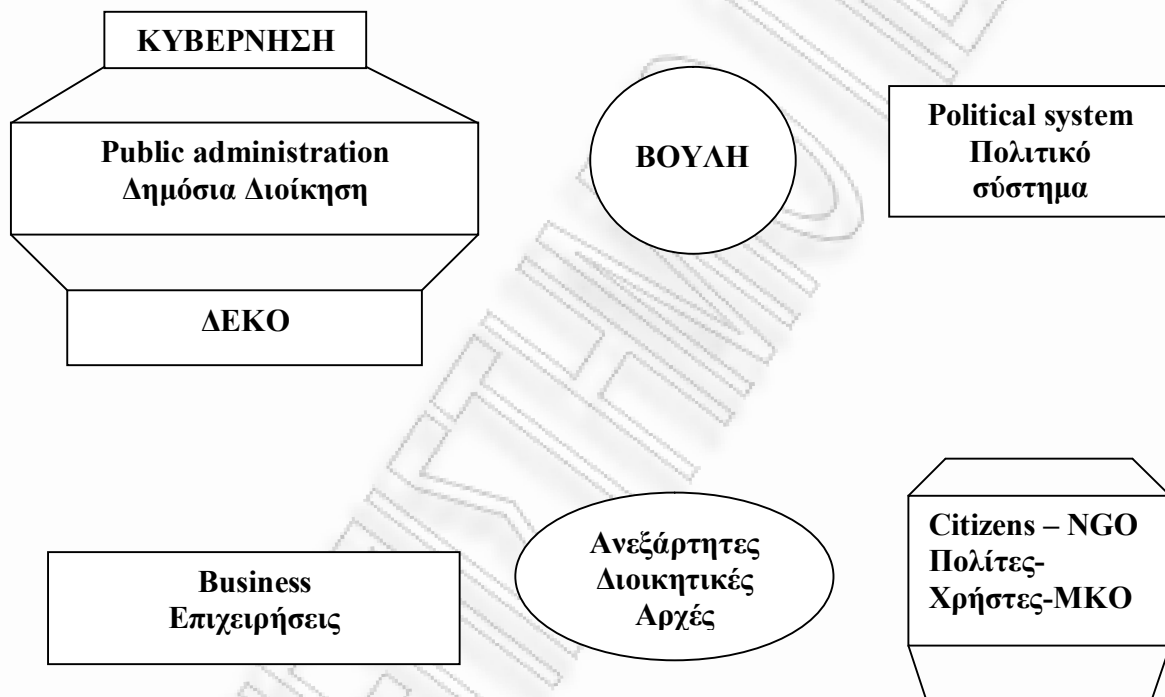 ΚΥΒΕΡΝΗΣΗ
Public administration
Δημόσια Διοίκηση
ΔΕΚΟ
ΒΟΥΛΗ
Political system
Πολιτικό
σύστημα
Business
Επιχειρήσεις
Ανεξάρτητες
Διοικητικές
Αρχές
Citizens – NGO
Πολίτες-
Χρήστες-ΜΚΟ